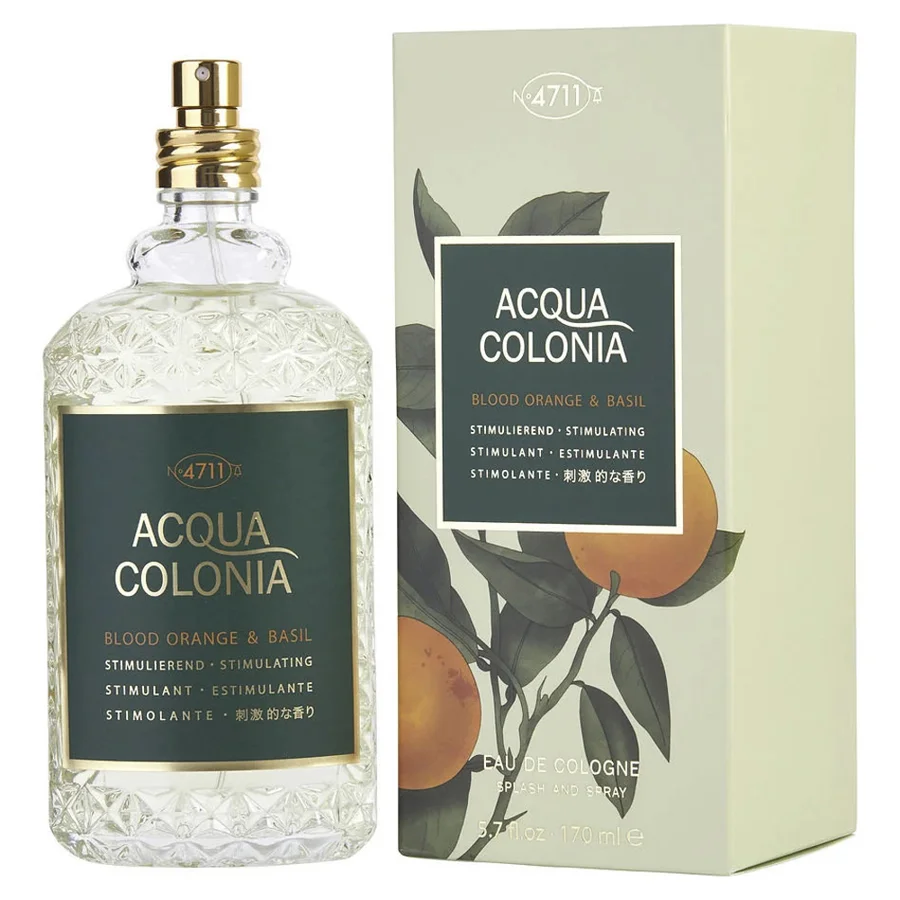 Nº4711
ACQUA
COLONIA
BLOOD ORANGE & BASIL
STIMULIEREND · STIMULATING
STIMULANT · ESTIMULANTE
STIMOLANTE · 刺激的な香り
Nº4711
ACQUA
COLONIA
BLOOD ORANGE & BASIL
STIMULIEREND · STIMULATING
STIMULANT · ESTIMULANTE
STIMOLANTE · 刺激的な香り
EAU DE COLOGNE
SPLASH AND SPRAY
5.7 fl.oz · 170 ml ℮